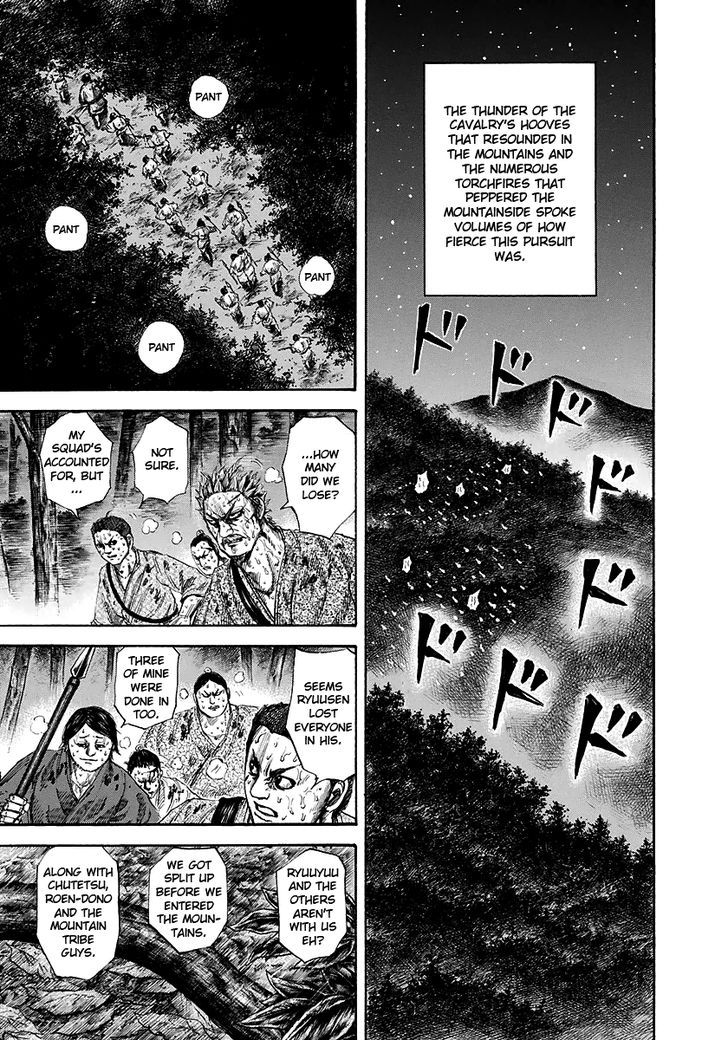 THE THUNDER OF THE
CAVALRY'S HOOVES
THAT RESOUNDED IN
THE MOUNTAINS AND
THE NUMEROUS
TORCHFIRES THAT
PEPPERED THE
MOUNTAINSIDE SPOKE
VOLUMES OF HOW
FIERCE THIS PURSUIT
WAS.
ド
ド
ド
ド
ド
ド
ド
ド
PANT
PANT
PANT
PANT
...HOW
MANY
DID WE
LOSE?
NOT
SURE.
MY
SQUAD'S
ACCOUNTED
FOR, BUT
...
SEEMS
RYUUSEN
LOST
EVERYONE
IN HIS.
THREE
OF MINE
WERE
DONE IN
TOO.
RYUUYUU
AND THE
OTHERS
AREN'T
WITH US
EH?
WE GOT
SPLIT UP
BEFORE WE
ENTERED
THE MOUN-
TAINS.
ALONG WITH
CHUTETSU,
ROEN-DONO
AND THE
MOUNTAIN
TRIBE
GUYS.